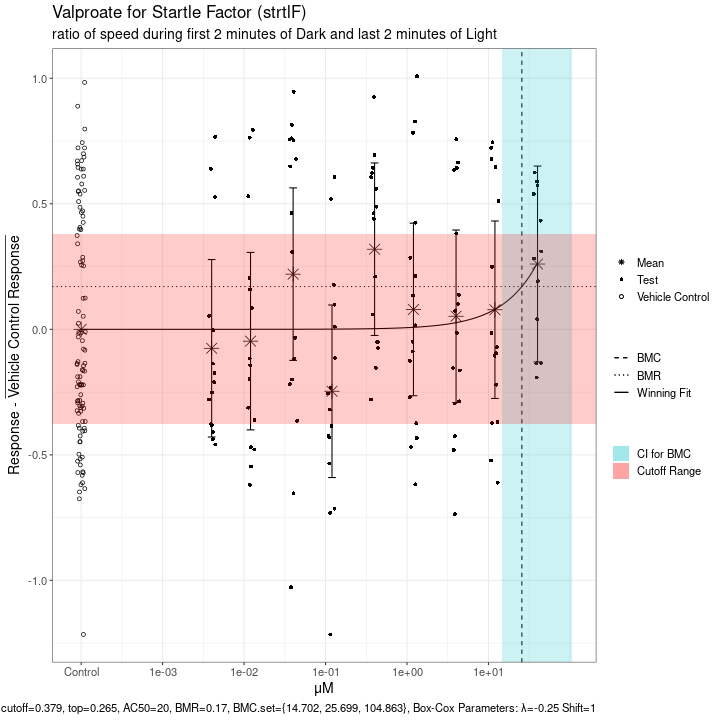 Valproate for Startle Factor (strtlF)
ratio of speed during first 2 minutes of Dark and last 2 minutes of Light
Response - Vehicle Control Response
1.0
0.5
0.0
-0.5
-1.0
Control
1e-03
1e-02
1e-01
1e+00
1e+01
µM
Mean
Test
Vehicle Control
BMC
BMR
Winning Fit
CI for BMC
Cutoff Range
cutoff=0.379, top=0.265, AC50=20, BMR=0.17, BMC.set={14.702, 25.699, 104.863}, Box-Cox Parameters: λ=-0.25 Shift=1